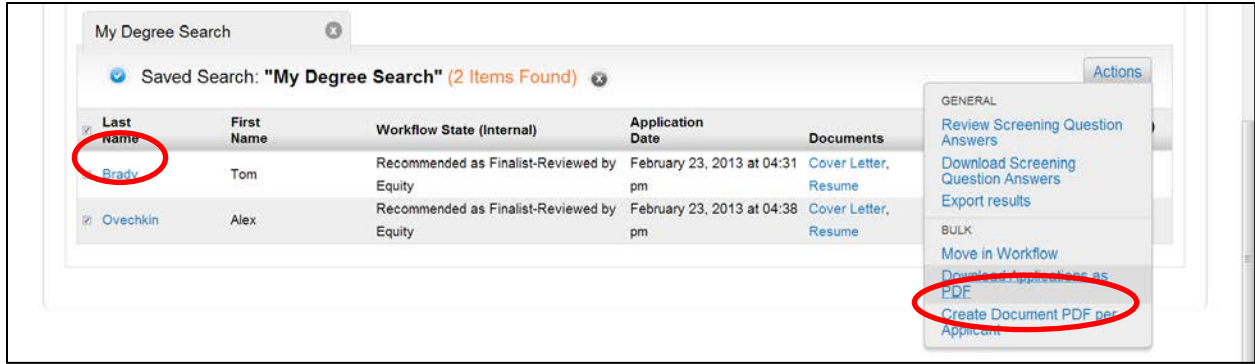 My Degree Search
Saved Search: "My Degree Search" (2 Items Found)
Actions
Last Name
First Name
Workflow State (Internal)
Application Date
Documents
)
Brady
Tom
Recommended as Finalist-Reviewed by Equity
February 23, 2013 at 04:31 pm
Cover Letter,
Resume
Ovechkin
Alex
Recommended as Finalist-Reviewed by Equity
February 23, 2013 at 04:38 pm
Cover Letter,
Resume
GENERAL
Review Screening Question
Answers
Download Screening
Question Answers
Export results
BULK
Move in Workflow
Download Applications as
PDF
Create Document PDF per
Applicant